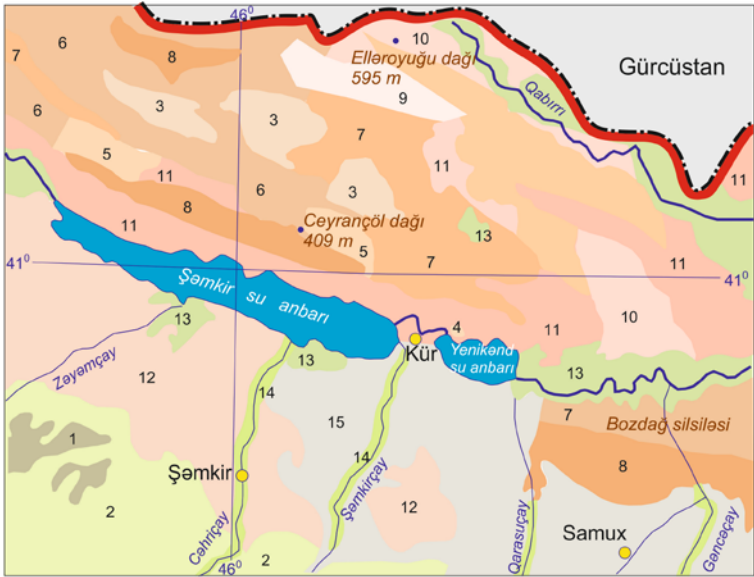 46⁰
6
10
7
8
Elləroyuğu dağı
595 m
Gürcüstan
9
Qabırrı
3
3
6
7
5
11
11
11
6
3
8
Ceyrançöl dağı
409 m
13
11
5
7
11
41⁰
41⁰
Şəmkir su anbarı
10
13
4
11
Kür
Yenikənd
su anbarı
13
13
Zəyəmçay
12
14
15
7
Bozdağ silsiləsi
1
14
8
Şəmkir
Şəmkirçay
12
2
Cəhriçay
Qarasuçay
Samux
Gəncəçay
2
46⁰